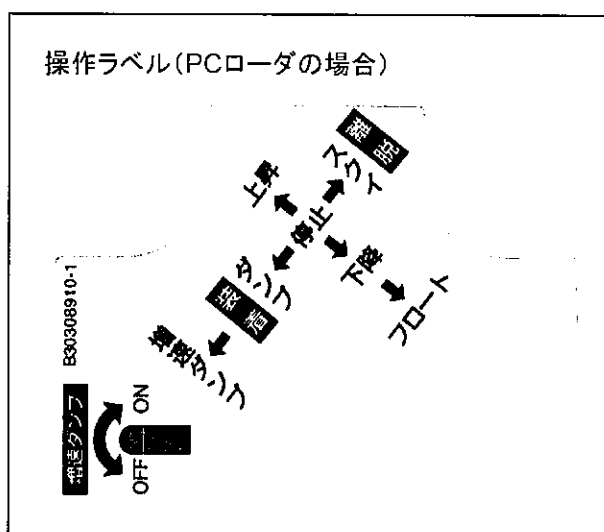 操作ラベル(PCローダの場合)
離脱
スクイ
上昇
停止
下降
フロート
ダンプ
装着
増速ダンプ
B30308910-1
増速ダンプ
OFF
ON